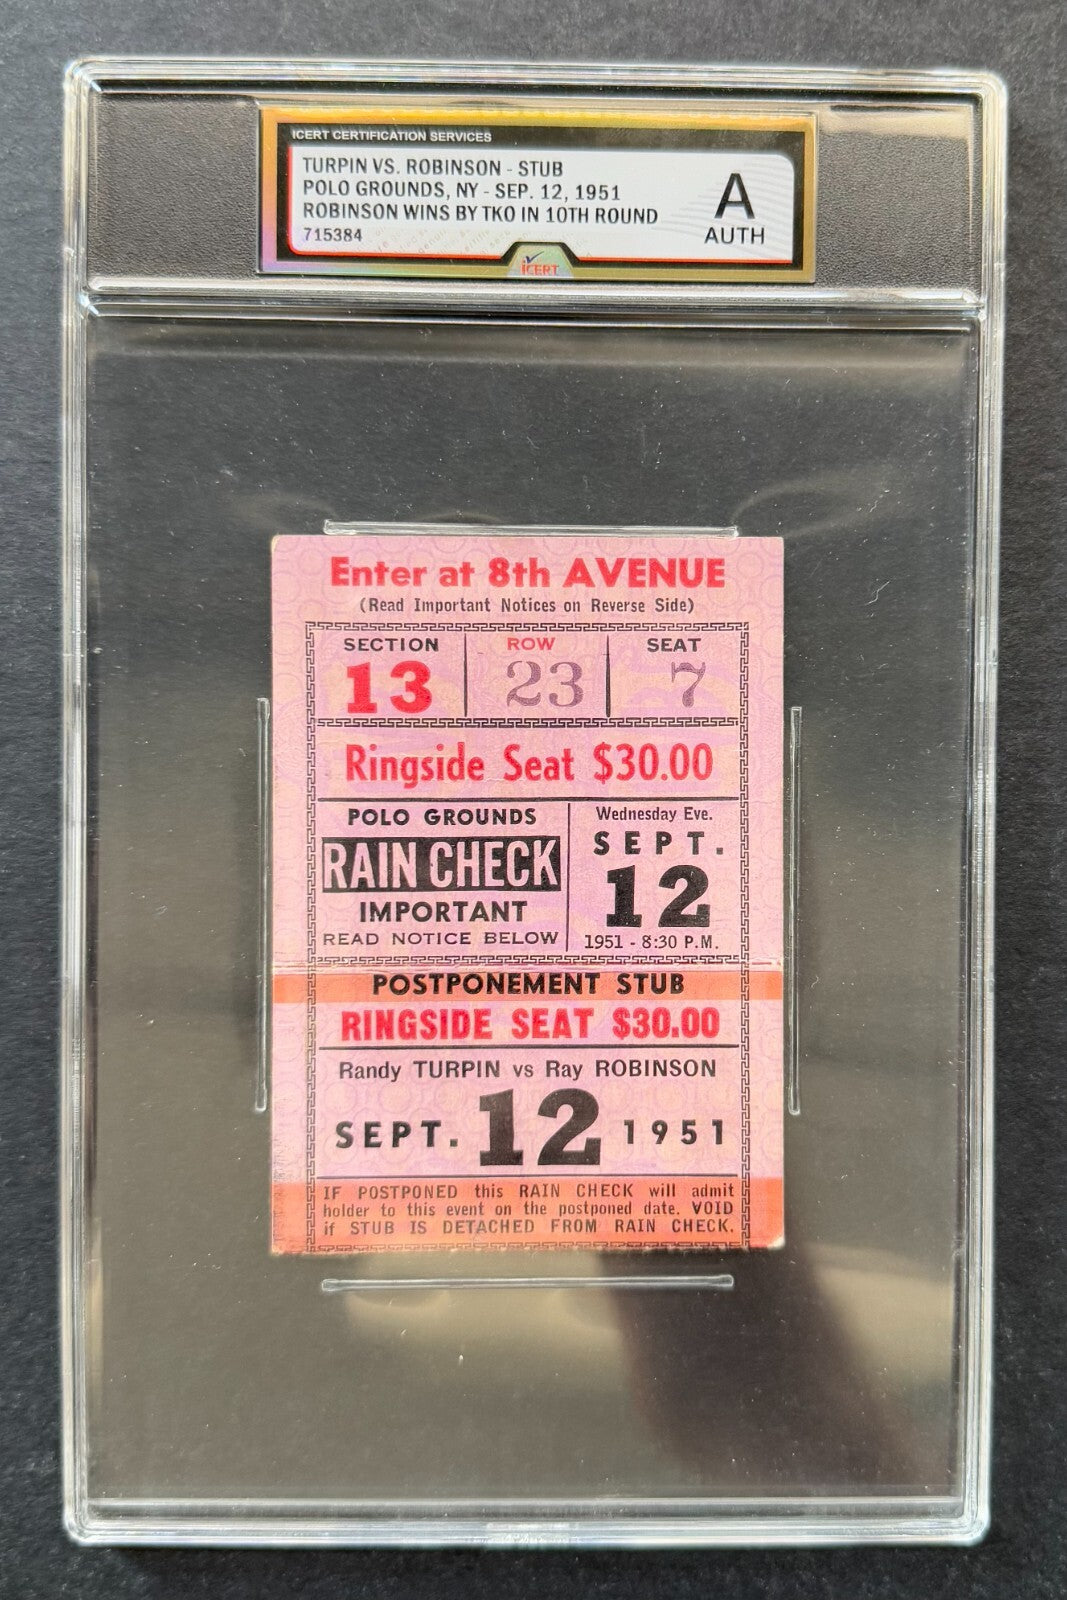 ICERT CERTIFICATION SERVICES
TURPIN VS. ROBINSON - STUB
POLO GROUNDS, NY - SEP. 12, 1951
ROBINSON WINS BY TKO IN 10TH ROUND
715384
A
AUTH
iCERT
Enter at 8th AVENUE
(Read Important Notices on Reverse Side)
SECTION ROW SEAT
13 23 7
Ringside Seat $30.00
POLO GROUNDS
RAIN CHECK
IMPORTANT
READ NOTICE BELOW
Wednesday Eve.
SEPT.
12
1951 - 8:30 P.M.
POSTPONEMENT STUB
RINGSIDE SEAT $30.00
Randy TURPIN vs Ray ROBINSON
SEPT. 12 1951
IF POSTPONED this RAIN CHECK will admit
holder to this event on the postponed date. VOID
if STUB IS DETACHED FROM RAIN CHECK.